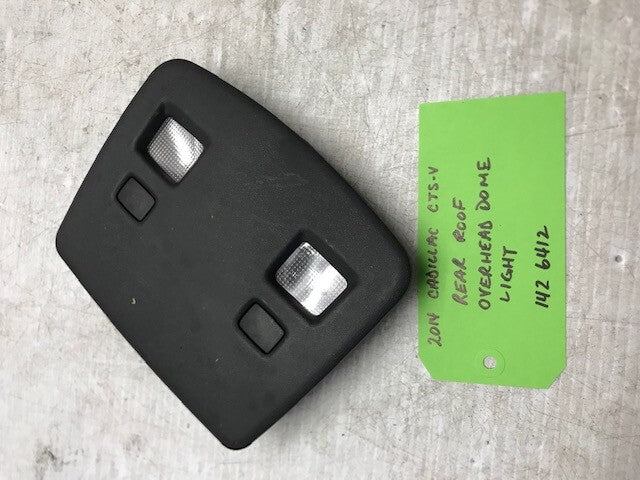 2014 CADILLAC CTS-V
REAR ROOF
OVERHEAD DOME
LIGHT
142 6412